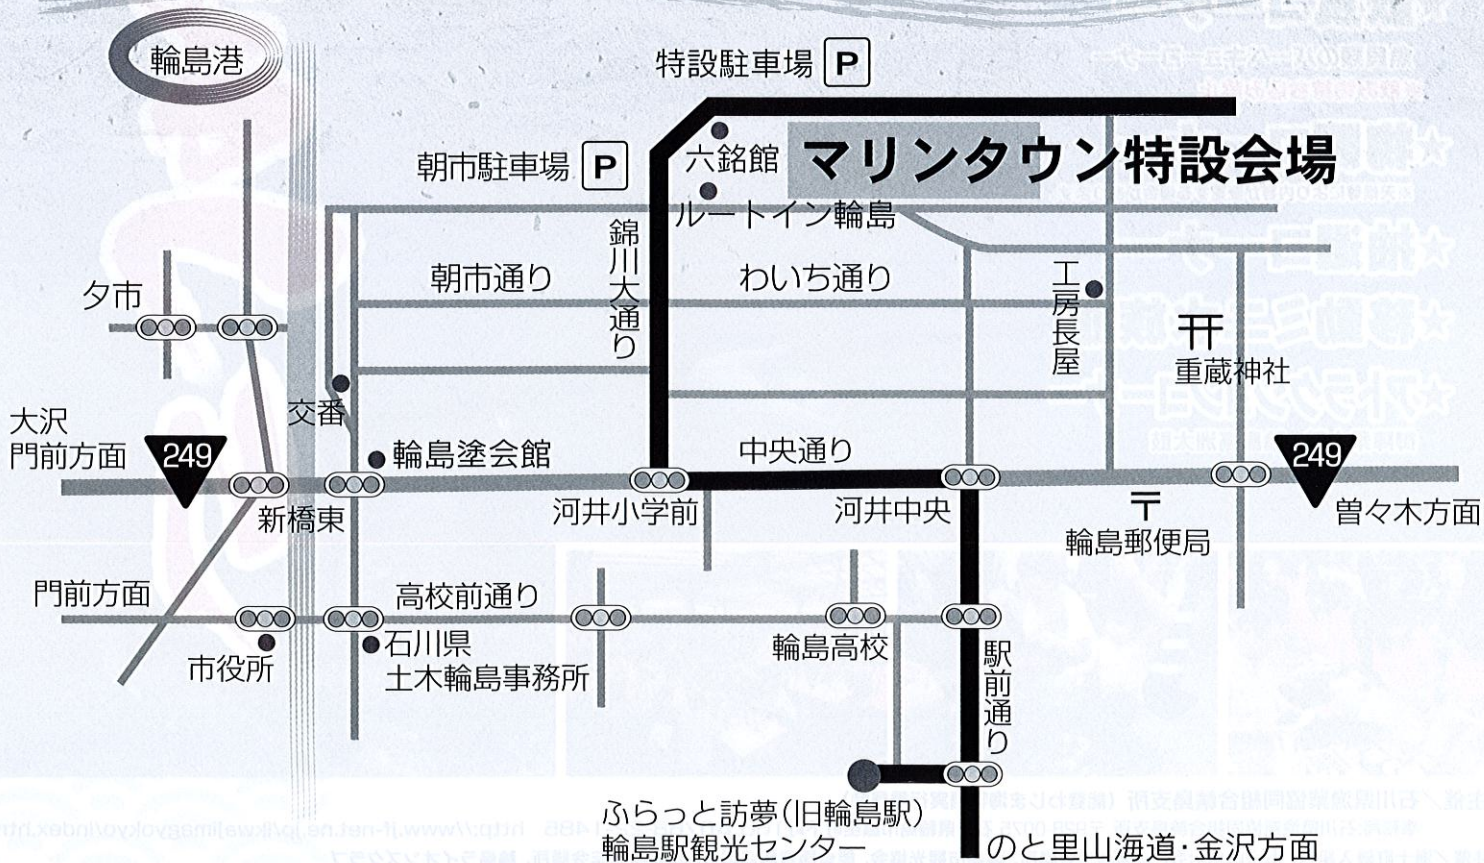 輪島港
特設駐車場 P
朝市駐車場 P
六銘館
マリンタウン特設会場
ルートイン輪島
錦川大通り
朝市通り
わいち通り
工房長屋
夕市
重蔵神社
交番
大沢
門前方面
249
輪島塗会館
中央通り
249
新橋東
河井小学前
河井中央
曽々木方面
〒
輪島郵便局
門前方面
高校前通り
市役所
石川県
土木輪島事務所
輪島高校
駅前通り
ふらっと訪夢(旧輪島駅)
輪島駅観光センター
のと里山海道・金沢方面